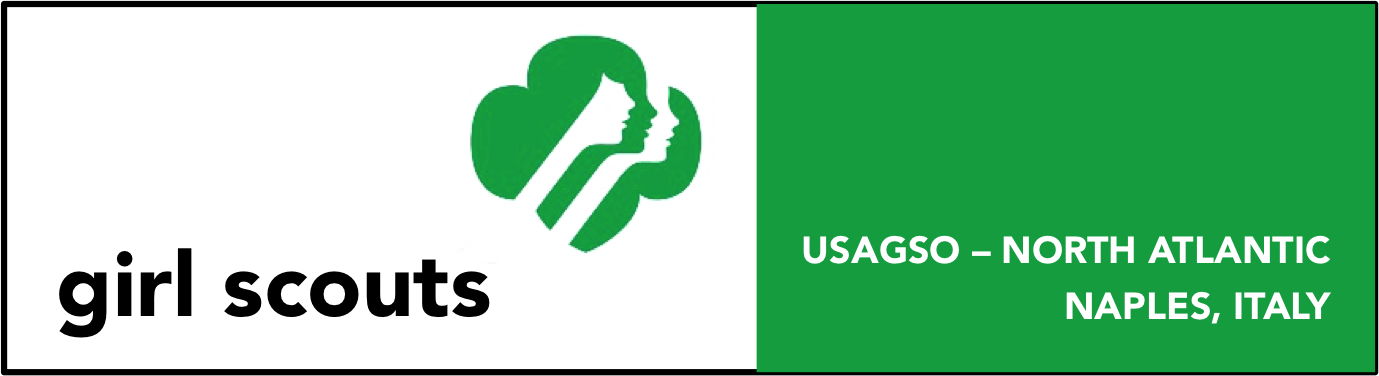 girl scouts
USAGSO – NORTH ATLANTIC
NAPLES, ITALY